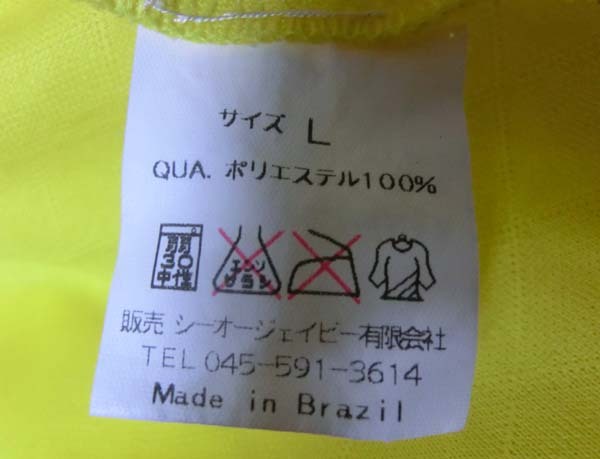 サイズ L
QUA. ポリエステル100%
弱
30
中性
エンソ
サラシ
販売 シーオージェイピー有限会社
TEL 045-591-3614
Made in Brazil